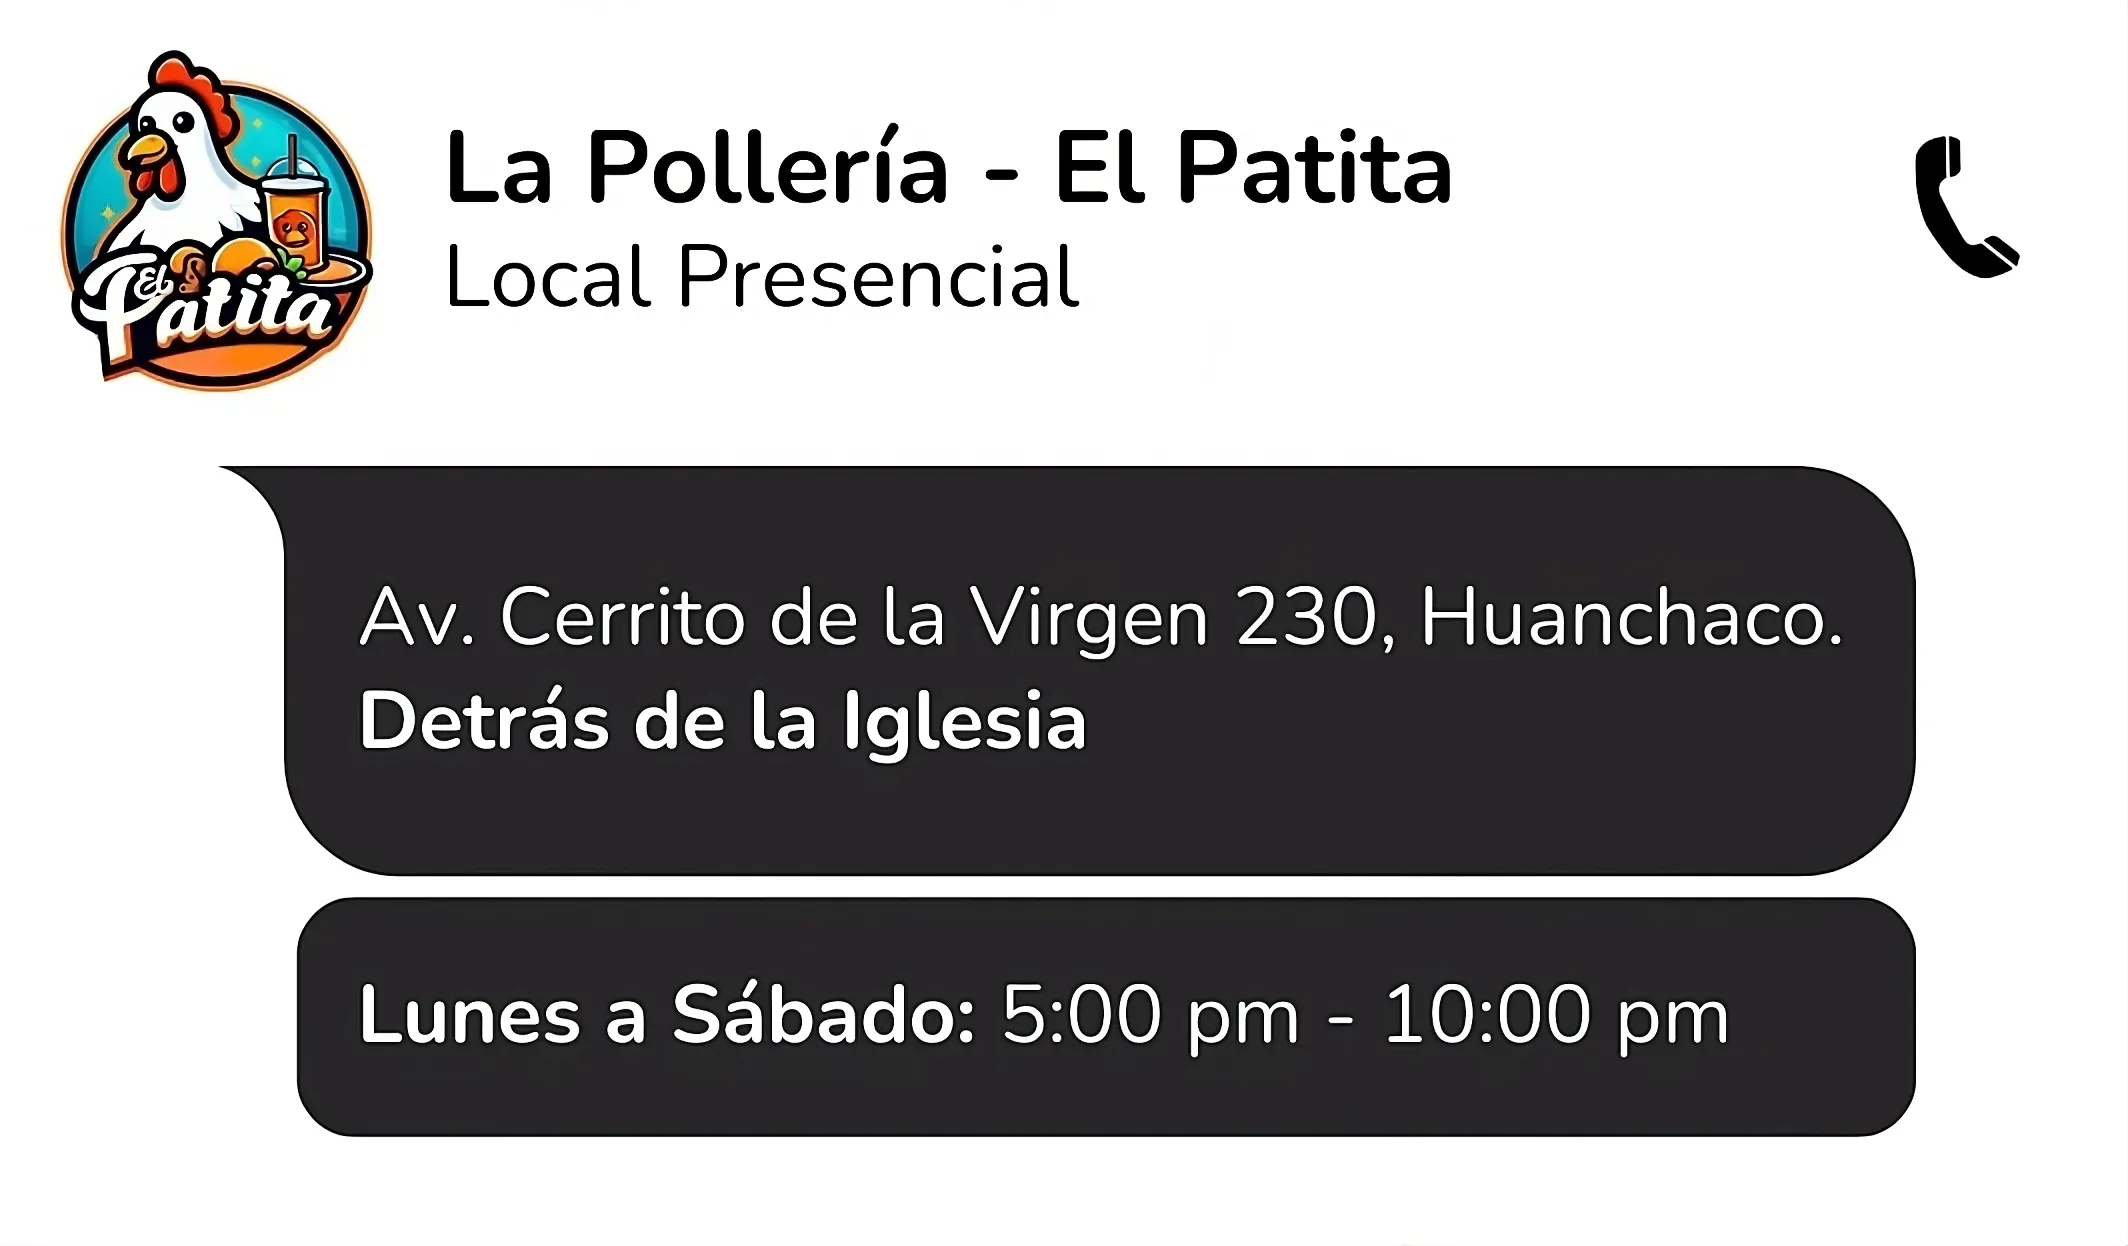 El Patita
La Pollería - El Patita
Local Presencial
Av. Cerrito de la Virgen 230, Huanchaco.
Detrás de la Iglesia
Lunes a Sábado: 5:00 pm - 10:00 pm